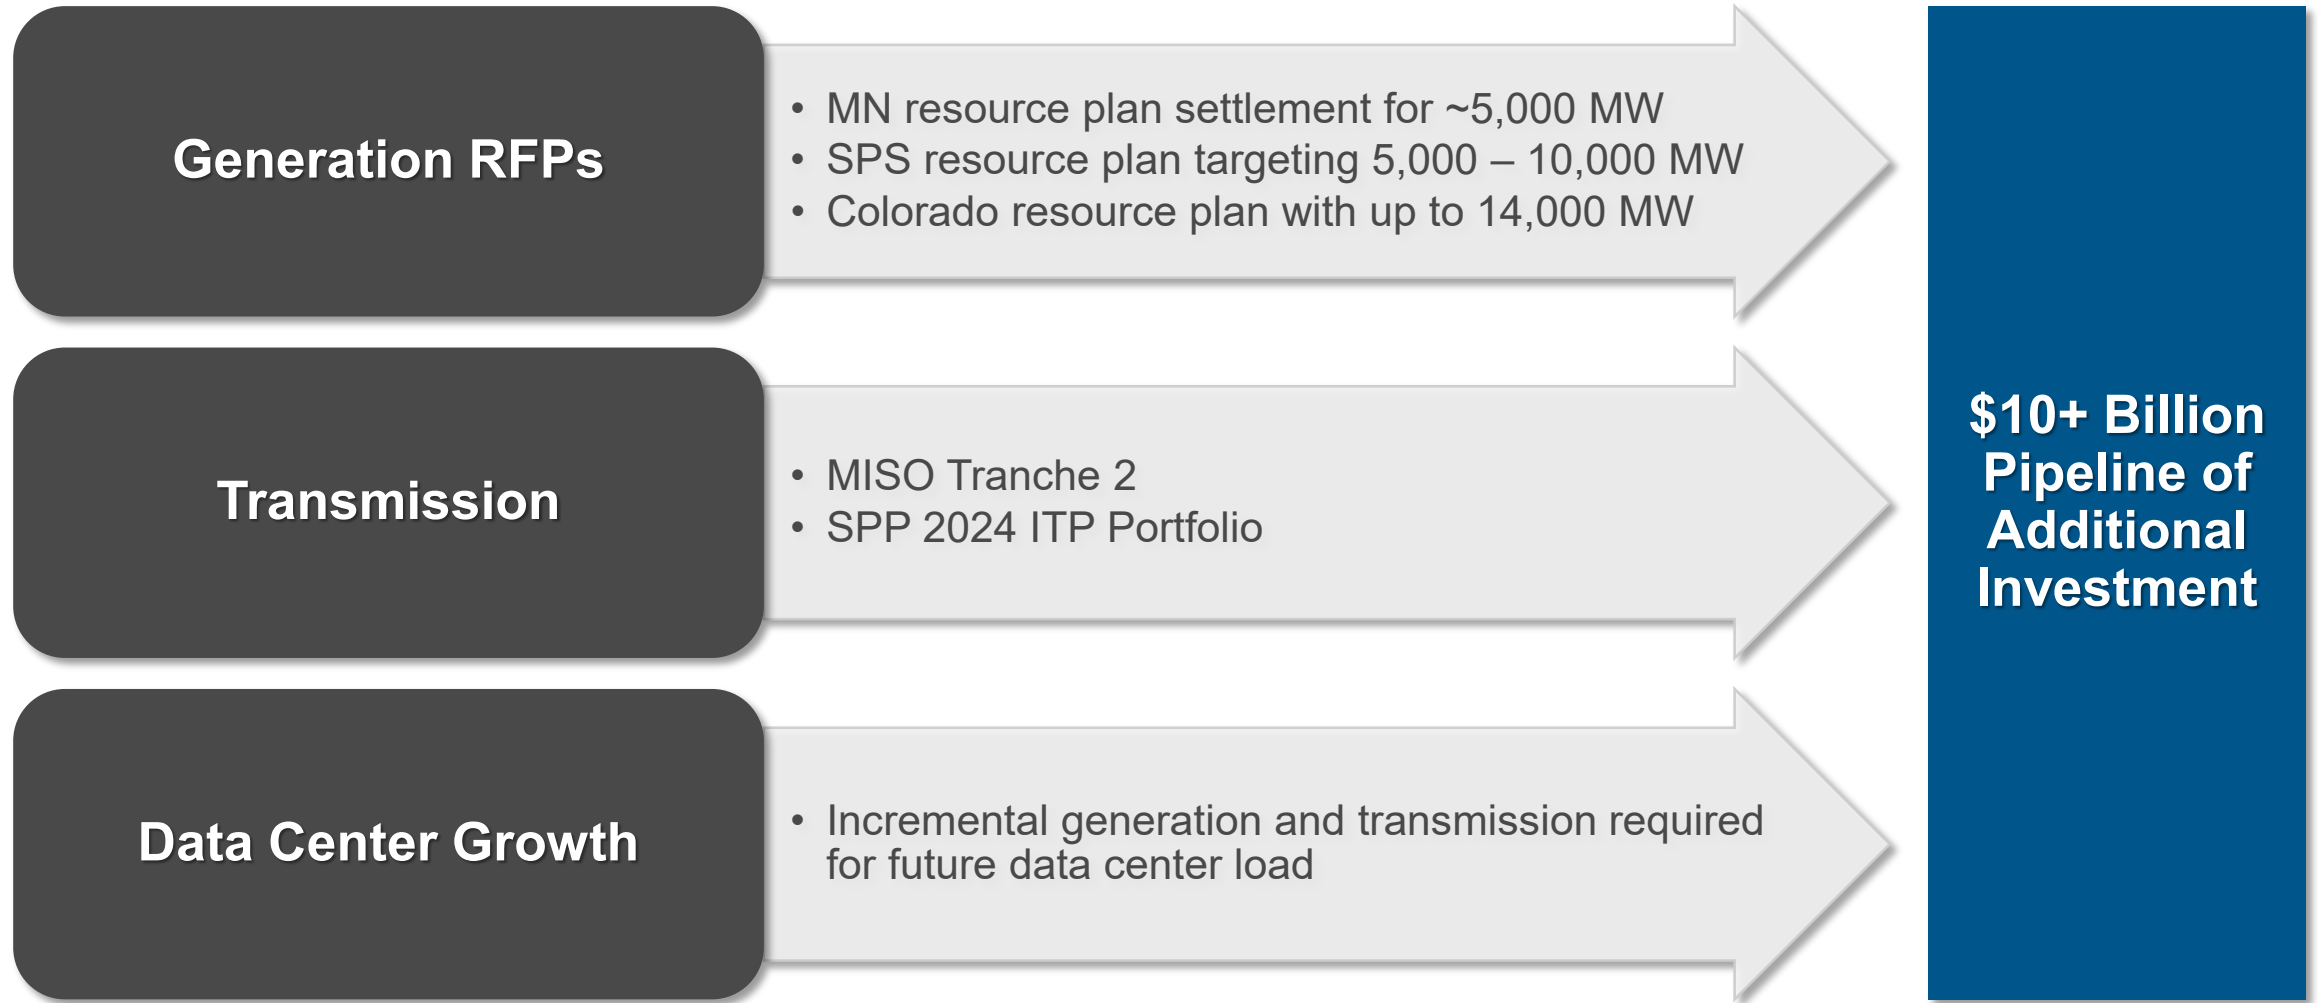 Generation RFPs
• MN resource plan settlement for ~5,000 MW
• SPS resource plan targeting 5,000 – 10,000 MW
• Colorado resource plan with up to 14,000 MW
Transmission
• MISO Tranche 2
• SPP 2024 ITP Portfolio
Data Center Growth
• Incremental generation and transmission required
for future data center load
$10+ Billion
Pipeline of
Additional
Investment